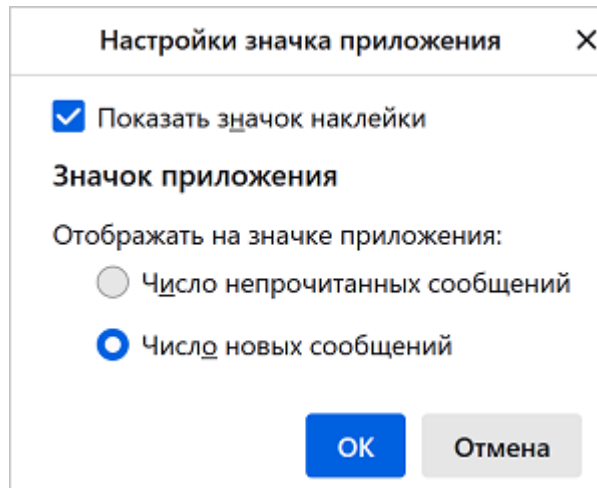 Настройки значка приложения
Показать значок наклейки
Значок приложения
Отображать на значке приложения:
Число непрочитанных сообщений
Число новых сообщений
ОК
Отмена